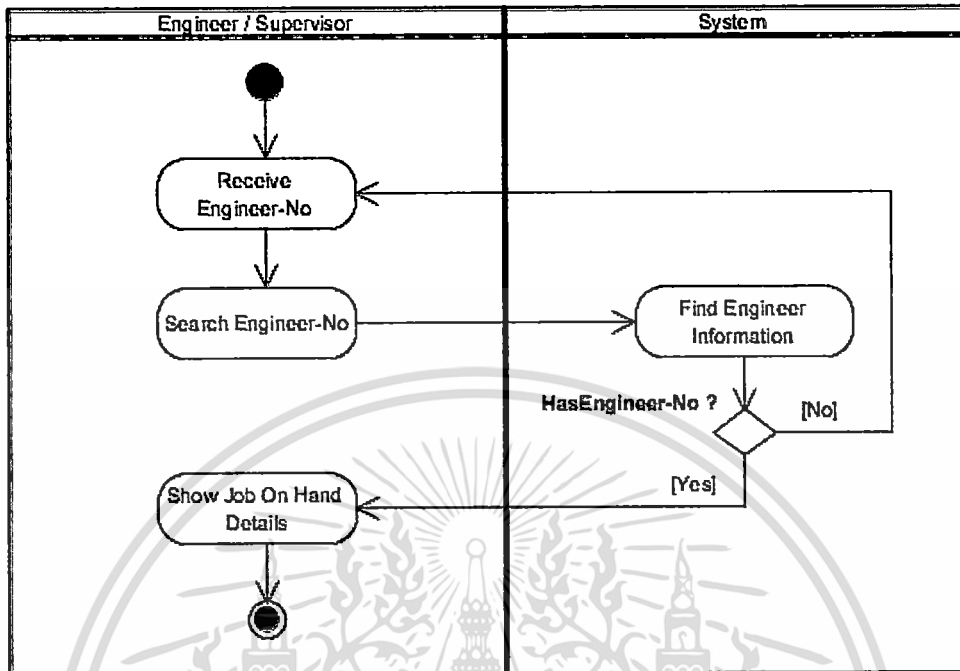 Engineer / Supervisor
System
Receive
Engineer-No
Search Engineer-No
Find Engineer
Information
HasEngineer-No ?
[No]
[Yes]
Show Job On Hand
Details